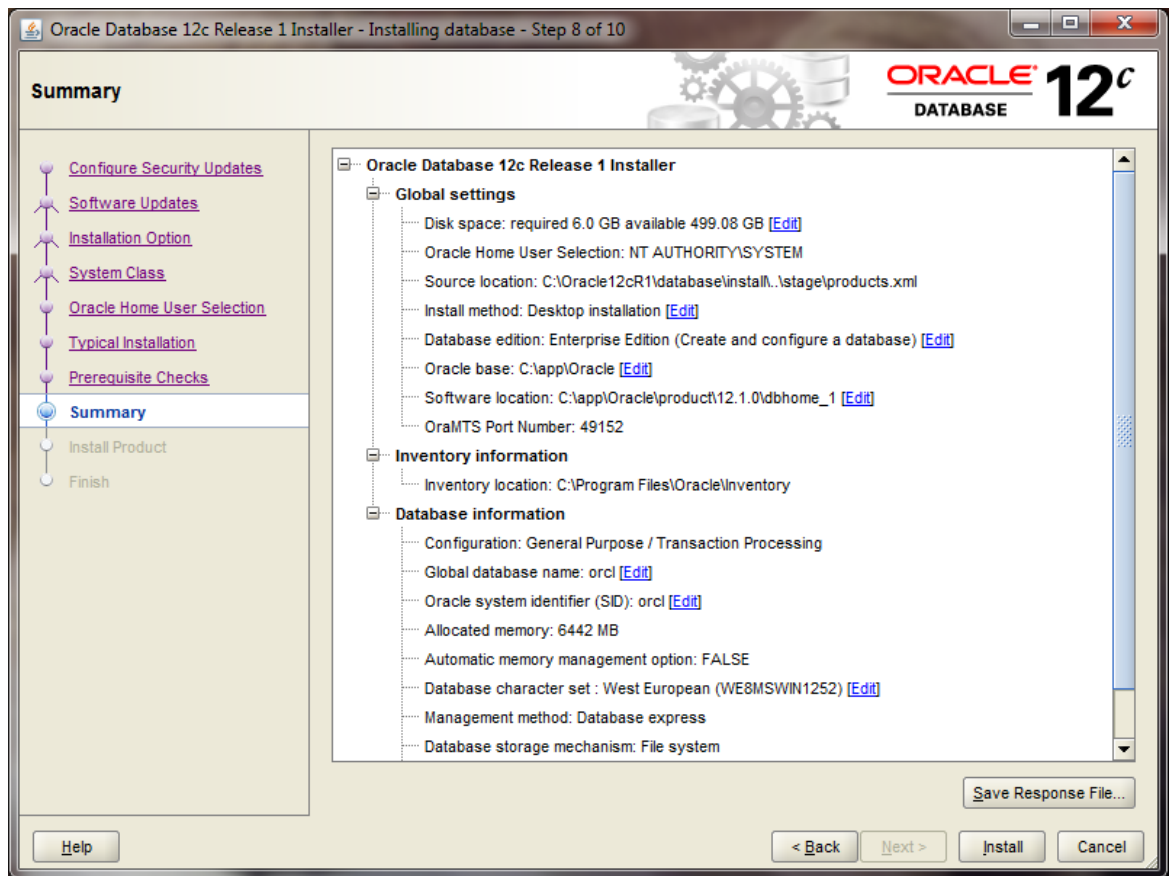 Oracle Database 12c Release 1 Installer - Installing database - Step 8 of 10
Summary
ORACLE
DATABASE
12c
Configure Security Updates
Software Updates
Installation Option
System Class
Oracle Home User Selection
Typical Installation
Prerequisite Checks
Summary
Install Product
Finish
Oracle Database 12c Release 1 Installer
Global settings
Disk space: required 6.0 GB available 499.08 GB [Edit]
Oracle Home User Selection: NT AUTHORITY\SYSTEM
Source location: C:\Oracle12cR1\database\install\..\stage\products.xml
Install method: Desktop installation [Edit]
Database edition: Enterprise Edition (Create and configure a database) [Edit]
Oracle base: C:\app\Oracle [Edit]
Software location: C:\app\Oracle\product\12.1.0\dbhome_1 [Edit]
OraMTS Port Number: 49152
Inventory information
Inventory location: C:\Program Files\Oracle\Inventory
Database information
Configuration: General Purpose / Transaction Processing
Global database name: orcl [Edit]
Oracle system identifier (SID): orcl [Edit]
Allocated memory: 6442 MB
Automatic memory management option: FALSE
Database character set : West European (WE8MSWIN1252) [Edit]
Management method: Database express
Database storage mechanism: File system
Save Response File...
Help
< Back
Next >
Install
Cancel